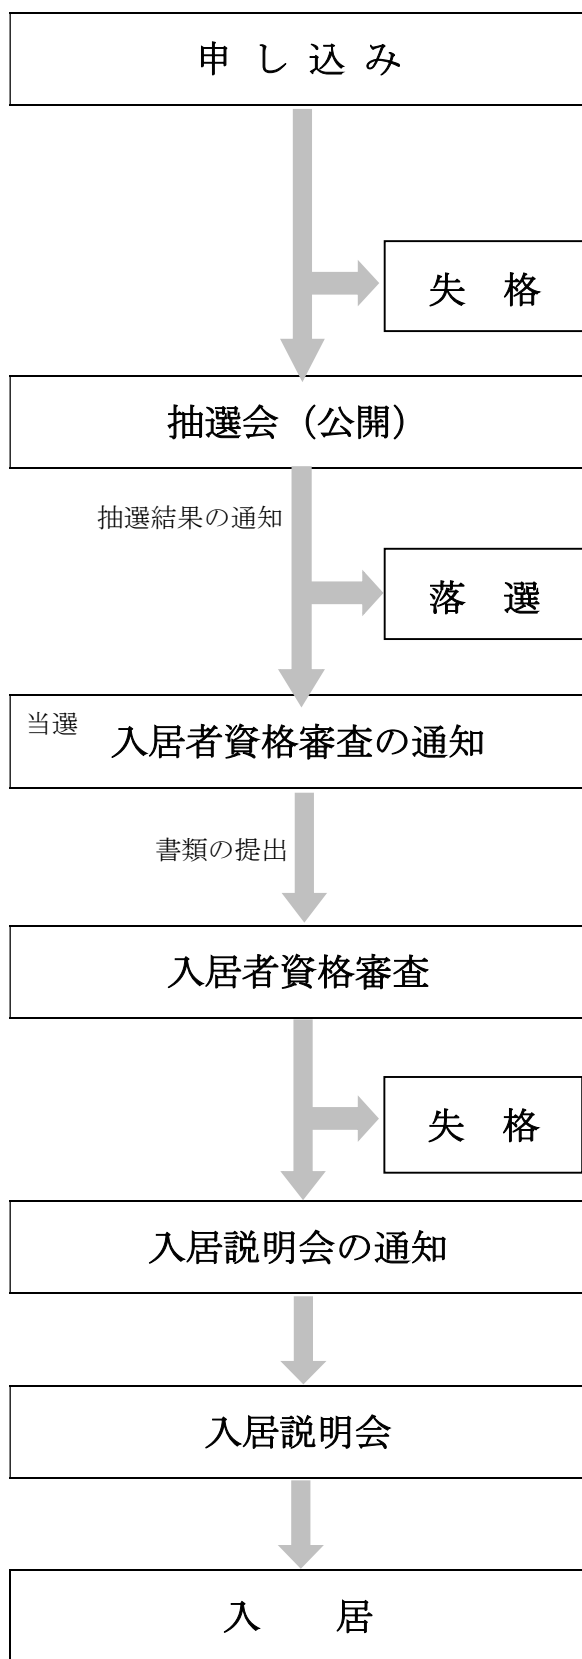 申し込み
失　格
抽選会（公開）
抽選結果の通知
落　選
当選
入居者資格審査の通知
書類の提出
入居者資格審査
失　格
入居説明会の通知
入居説明会
入　　居